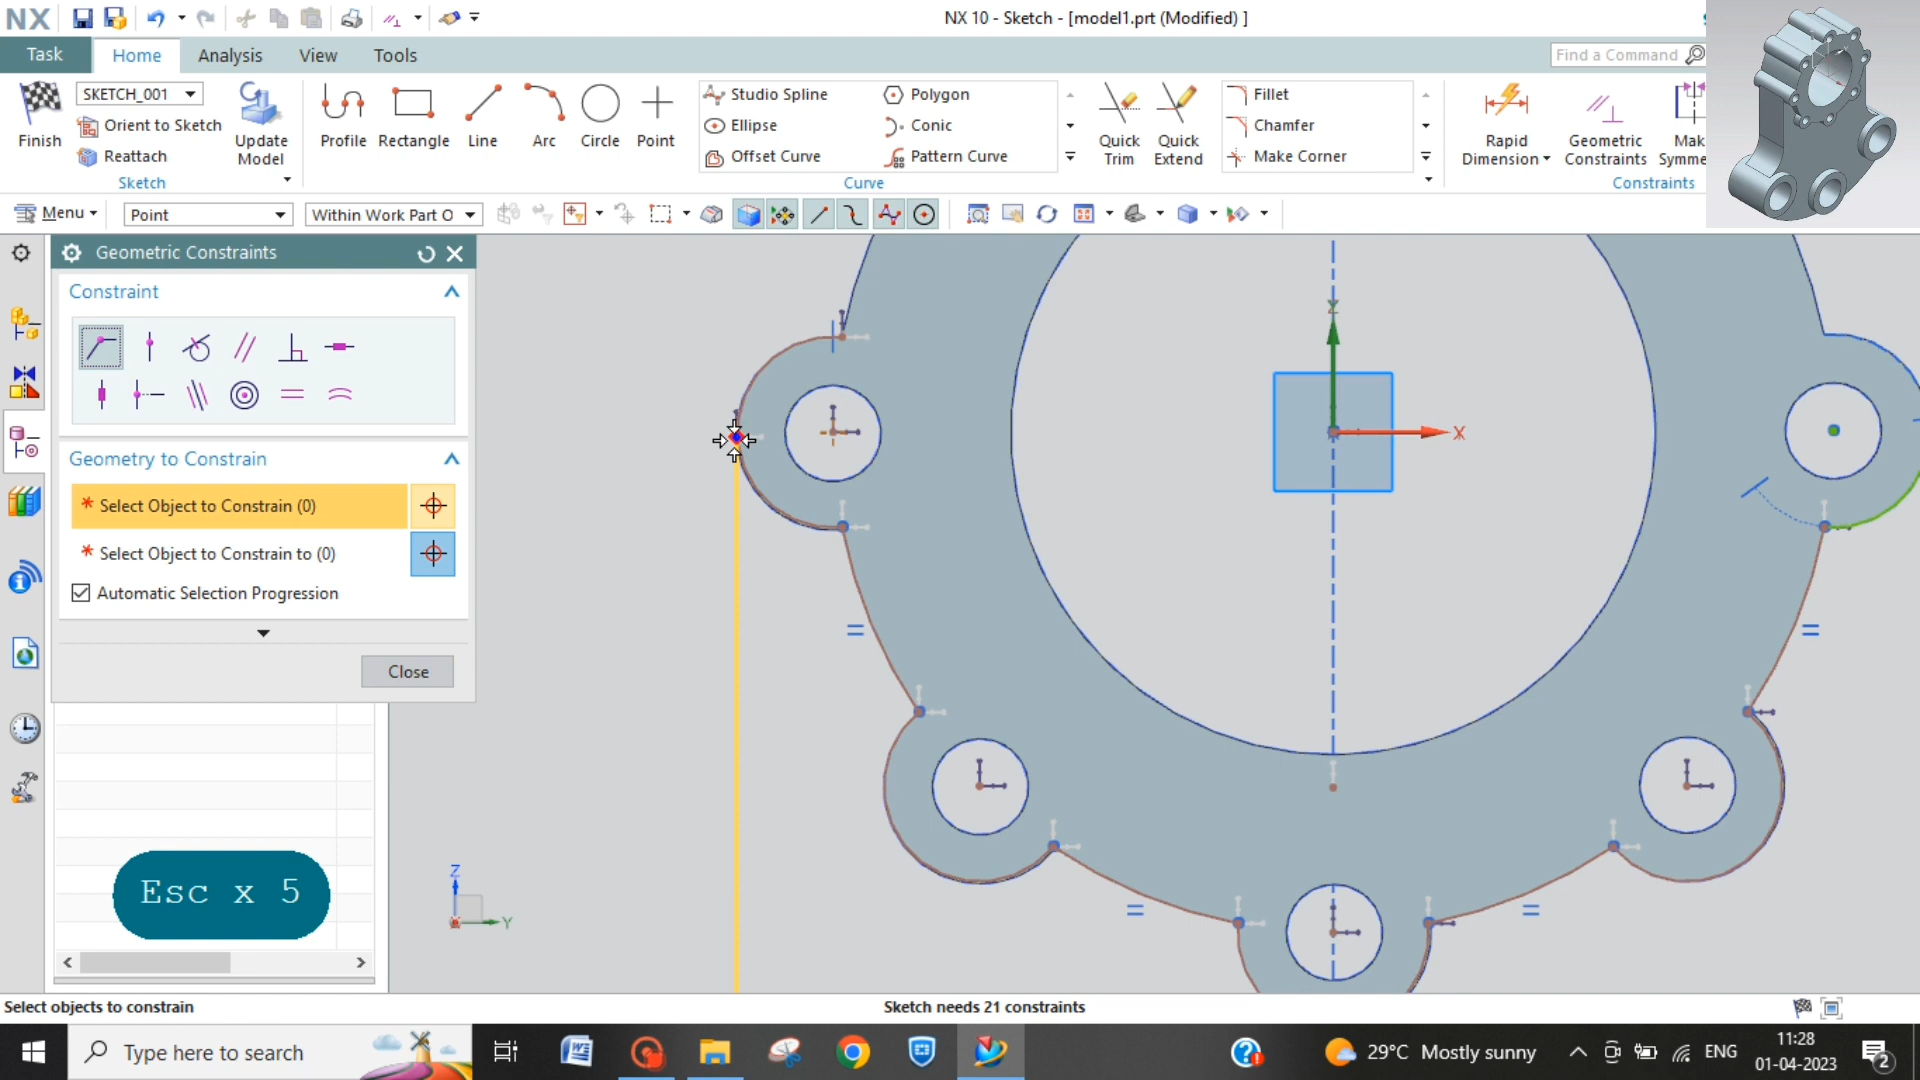 NX
NX 10 - Sketch - [model1.prt (Modified) ]
Task
Home
Analysis
View
Tools
Find a Command
Finish
SKETCH_001
Orient to Sketch
Reattach
Update Model
Sketch
Profile
Rectangle
Line
Arc
Circle
Point
Studio Spline
Ellipse
Offset Curve
Polygon
Conic
Pattern Curve
Quick Trim
Quick Extend
Fillet
Chamfer
Make Corner
Curve
Rapid Dimension
Geometric Constraints
Mak
Symme
Constraints
Menu
Point
Within Work Part O
Geometric Constraints
Constraint
Geometry to Constrain
* Select Object to Constrain (0)
* Select Object to Constrain to (0)
Automatic Selection Progression
Close
Esc x 5
Z
X
Z
Y
Select objects to constrain
Sketch needs 21 constraints
Type here to search
29°C Mostly sunny
ENG
11:28
01-04-2023
2